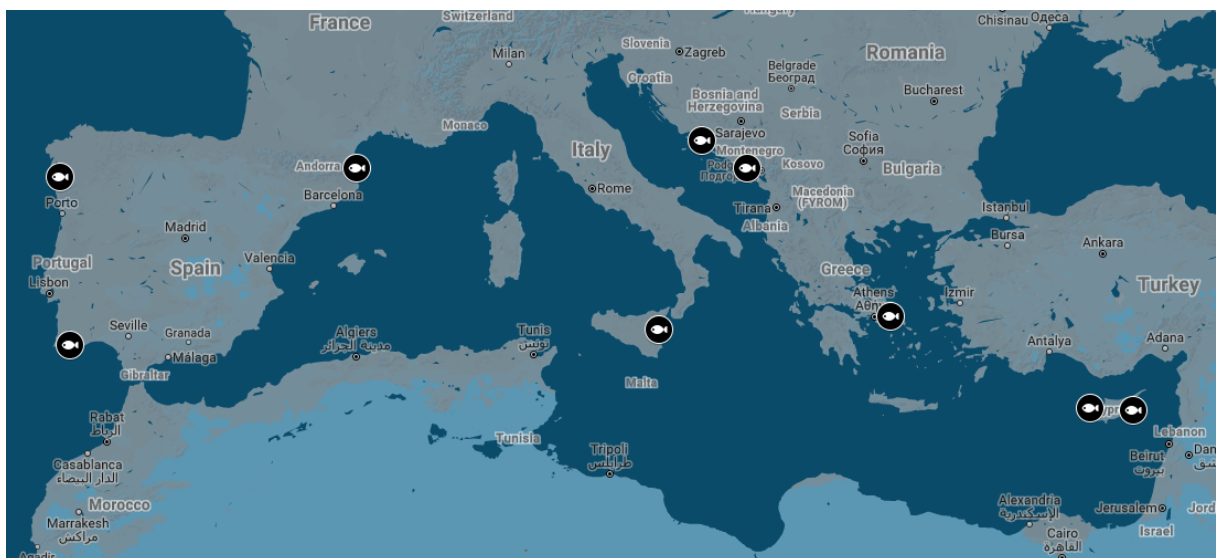 France
Switzerland
Hungary
Chisinau
Одеса
Slovenia
Zagreb
Milan
Croatia
Belgrade
Београд
Romania
Bucharest
Bosnia and
Herzegovina
Sarajevo
Serbia
Monaco
Italy
Montenegro
Kosovo
Sofia
София
Bulgaria
Andorra
Barcelona
Rome
Подгор
Macedonia
(FYROM)
Tirana
Albania
Istanbul
Bursa
Ankara
Porto
Madrid
Portugal
Spain
Valencia
Lisbon
Greece
Athens
Izmir
Turkey
Seville
Granada
Málaga
Gibraltar
Algiers
مدينة الجزائر
Tunis
تونس
Antalya
Adana
Malta
Rabat
الرباط
Casablanca
الدار البيضاء
Tunisia
Tripoli
طرابلس
Lebanon
Beirut
بيروت
Morocco
Marrakesh
مراكش
Alexandria
الإسكندرية
Jerusalem
Israel
Cairo
القاهرة